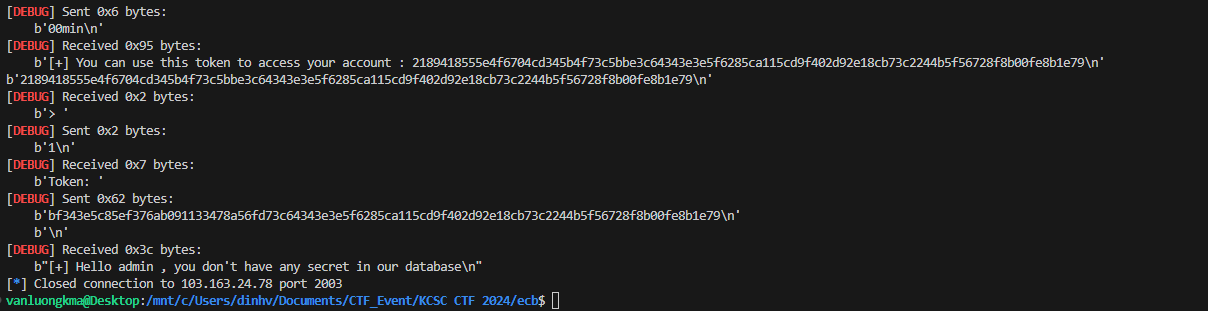 [DEBUG] Sent 0x6 bytes:
b'00min\n'
[DEBUG] Received 0x95 bytes:
b'[+] You can use this token to access your account : 2189418555e4f6704cd345b4f73c5bbe3c64343e3e5f6285ca115cd9f402d92e18cb73c2244b5f56728f8b00fe8b1e79\n'
b'2189418555e4f6704cd345b4f73c5bbe3c64343e3e5f6285ca115cd9f402d92e18cb73c2244b5f56728f8b00fe8b1e79\n'
[DEBUG] Received 0x2 bytes:
b'> '
[DEBUG] Sent 0x2 bytes:
b'1\n'
[DEBUG] Received 0x7 bytes:
b'Token: '
[DEBUG] Sent 0x62 bytes:
b'bf343e5c85ef376ab091133478a56fd73c64343e3e5f6285ca115cd9f402d92e18cb73c2244b5f56728f8b00fe8b1e79\n'
b'\n'
[DEBUG] Received 0x3c bytes:
b"[+] Hello admin , you don't have any secret in our database\n"
[*] Closed connection to 103.163.24.78 port 2003
vanluongkma@Desktop:/mnt/c/Users/dinhv/Documents/CTF_Event/KCSC CTF 2024/ecb$